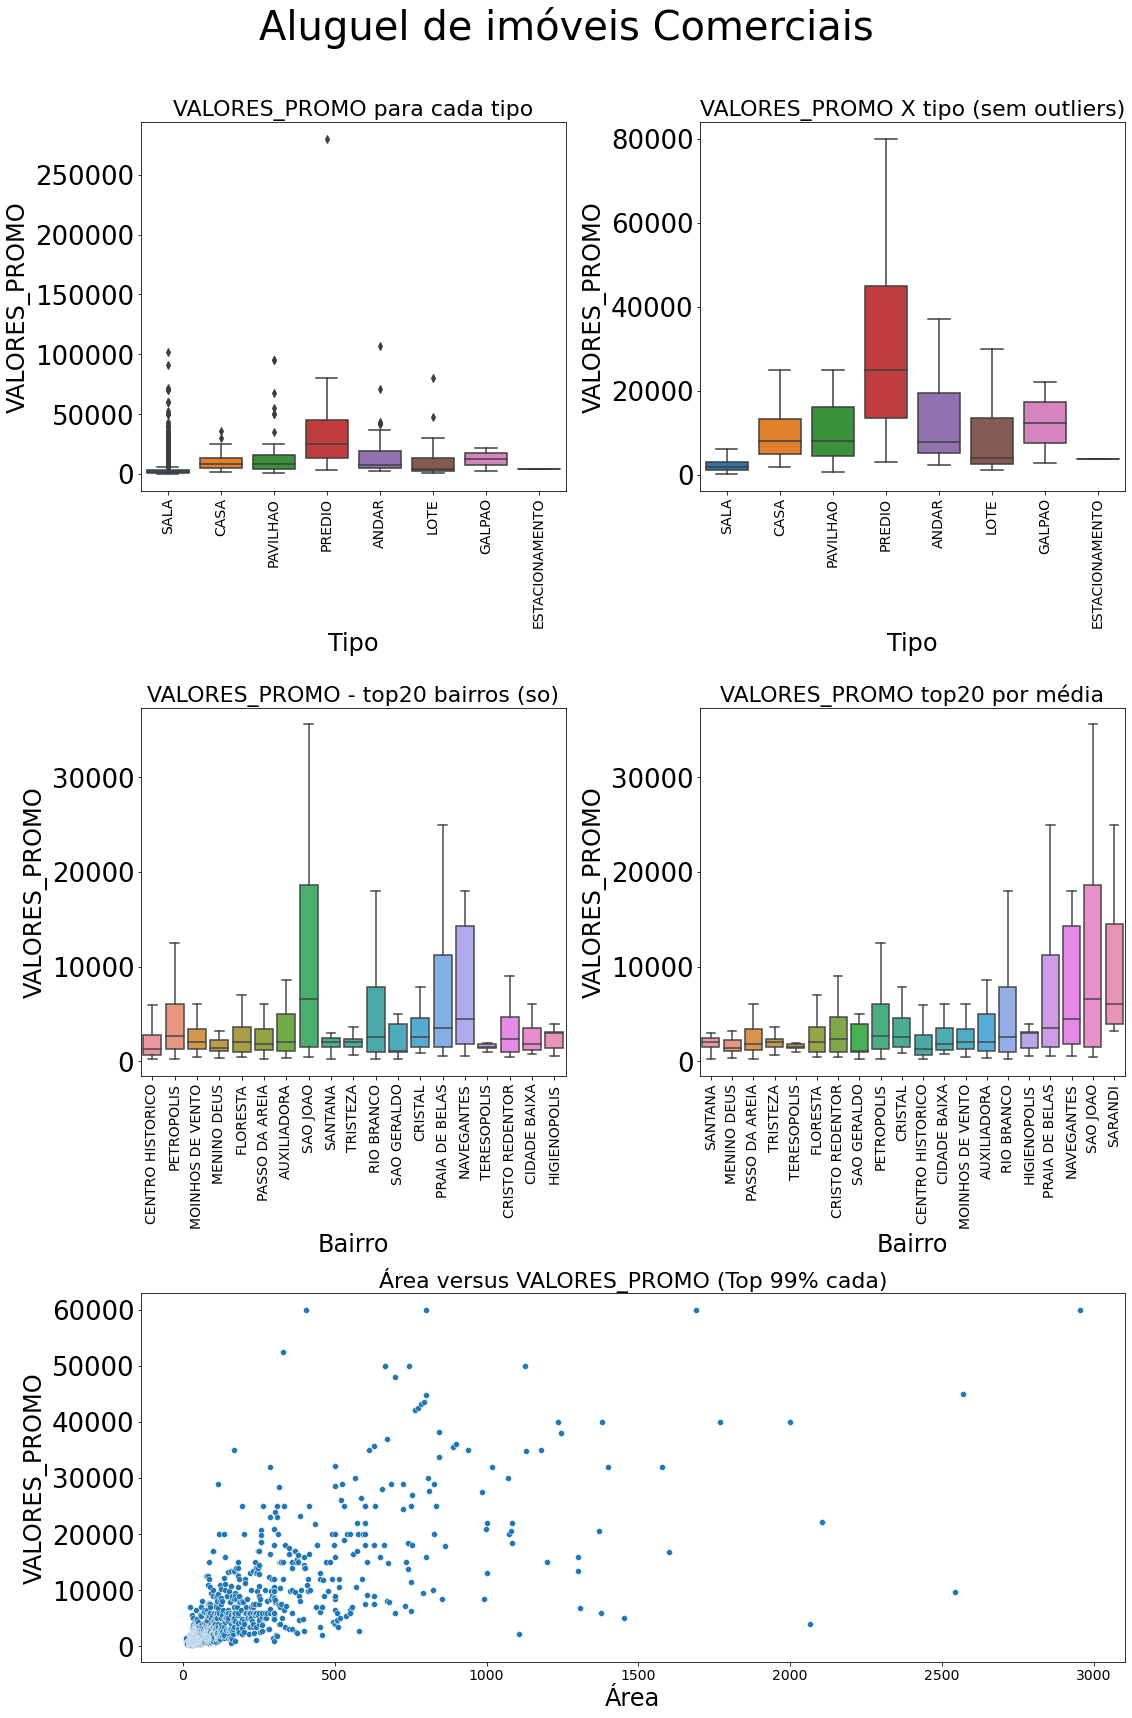 Aluguel de imóveis Comerciais
VALORES_PROMO para cada tipo
VALORES_PROMO
250000
200000
150000
100000
50000
0
SALA
CASA
PAVILHAO
PREDIO
ANDAR
LOTE
GALPAO
ESTACIONAMENTO
Tipo
VALORES_PROMO X tipo (sem outliers)
VALORES_PROMO
80000
60000
40000
20000
0
SALA
CASA
PAVILHAO
PREDIO
ANDAR
LOTE
GALPAO
ESTACIONAMENTO
Tipo
VALORES_PROMO - top20 bairros (so)
VALORES_PROMO
30000
20000
10000
0
CENTRO HISTORICO
PETROPOLIS
MOINHOS DE VENTO
MENINO DEUS
FLORESTA
PASSO DA AREIA
AUXILIADORA
SAO JOAO
SANTANA
TRISTEZA
RIO BRANCO
SAO GERALDO
CRISTAL
PRAIA DE BELAS
NAVEGANTES
TERESOPOLIS
CRISTO REDENTOR
CIDADE BAIXA
HIGIENOPOLIS
Bairro
VALORES_PROMO top20 por média
VALORES_PROMO
30000
20000
10000
0
SANTANA
MENINO DEUS
PASSO DA AREIA
TRISTEZA
TERESOPOLIS
FLORESTA
CRISTO REDENTOR
SAO GERALDO
PETROPOLIS
CRISTAL
CENTRO HISTORICO
CIDADE BAIXA
MOINHOS DE VENTO
AUXILIADORA
RIO BRANCO
HIGIENOPOLIS
PRAIA DE BELAS
NAVEGANTES
SAO JOAO
SARANDI
Bairro
Área versus VALORES_PROMO (Top 99% cada)
VALORES_PROMO
60000
50000
40000
30000
20000
10000
0
0 500 1000 1500 2000 2500 3000
Área